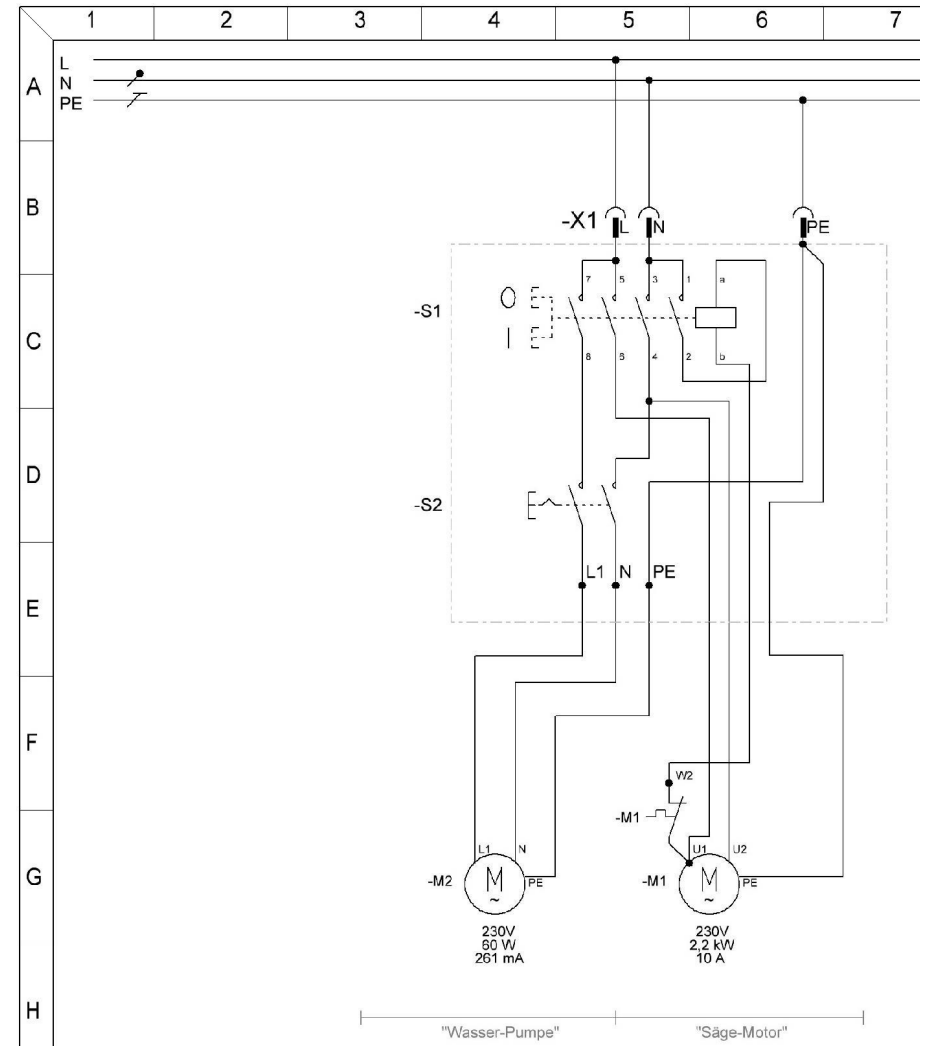 1 2 3 4 5 6 7
A
B
C
D
E
F
G
H
L
N
PE
-X1 L N PE
7 5 3 1 a
-S1 0
I
8 6 4 2 b
-S2
L1 N PE
W2
-M1
L1 N U1 U2
-M2 M PE -M1 M PE
~ ~
230V 230V
60 W 2,2 kW
261 mA 10 A
"Wasser-Pumpe" "Säge-Motor"